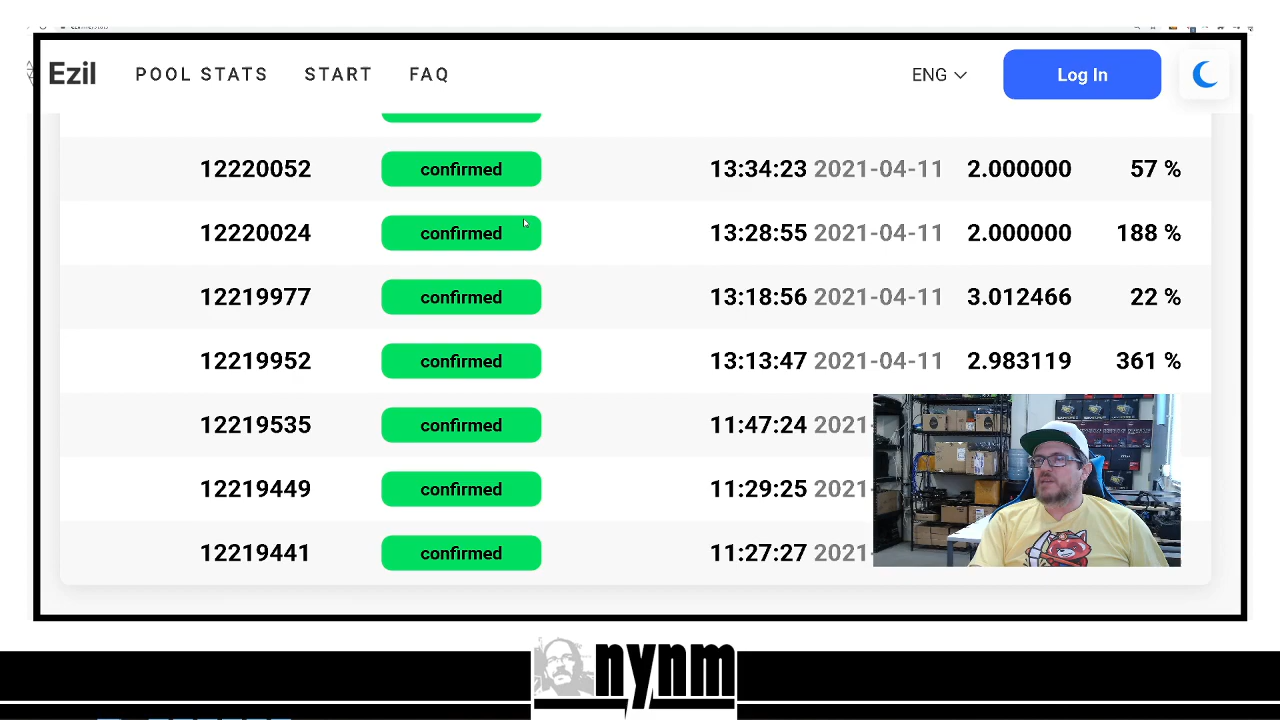 Ezil POOL STATS START FAQ ENG Log In
12220052 confirmed 13:34:23 2021-04-11 2.000000 57 %
12220024 confirmed 13:28:55 2021-04-11 2.000000 188 %
12219977 confirmed 13:18:56 2021-04-11 3.012466 22 %
12219952 confirmed 13:13:47 2021-04-11 2.983119 361 %
12219535 confirmed 11:47:24 2021-
12219449 confirmed 11:29:25 2021-
12219441 confirmed 11:27:27 2021-
nynm